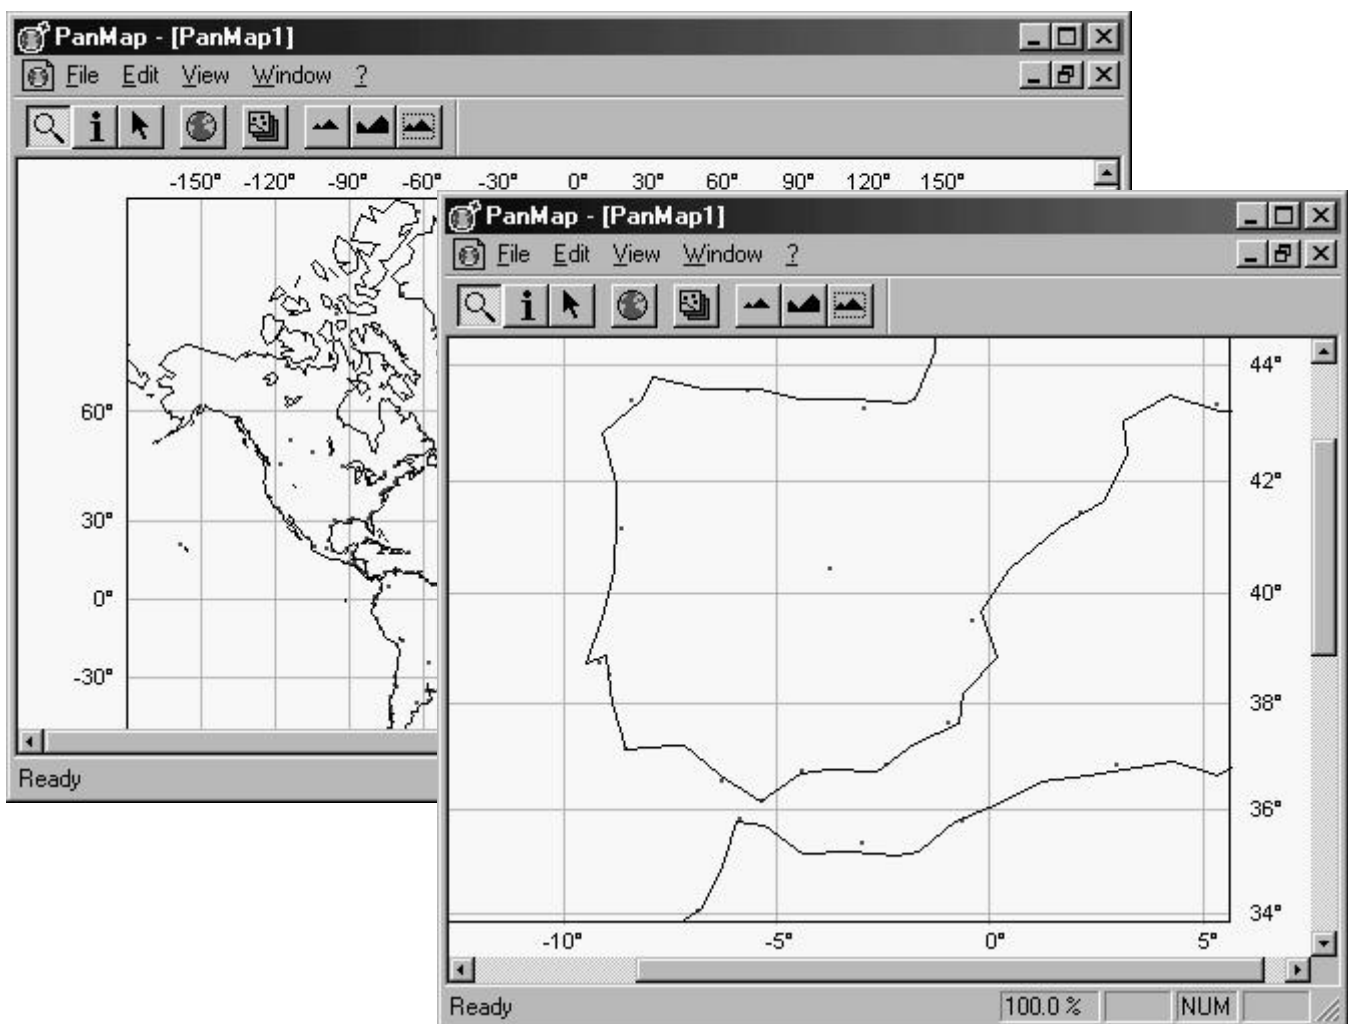 PanMap - [PanMap1]
File Edit View Window ?
-150° -120° -90° -60° -30° 0° 30° 60° 90° 120° 150°
60°
30°
0°
-30°
Ready
PanMap - [PanMap1]
File Edit View Window ?
44°
42°
40°
38°
36°
34°
-10° -5° 0° 5°
Ready 100.0 % NUM